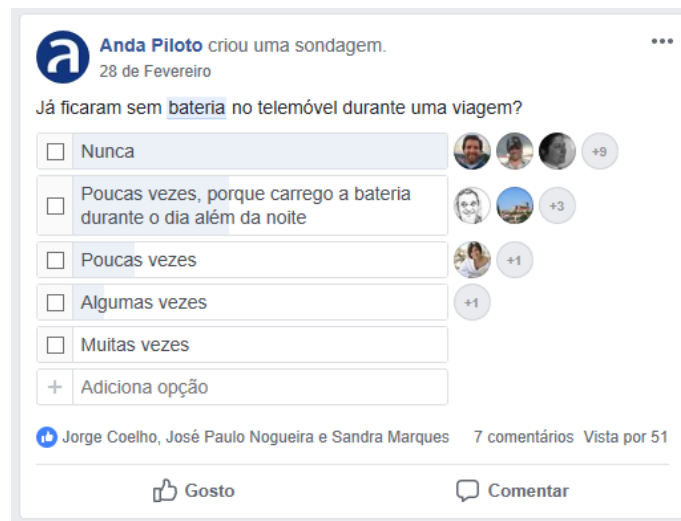 a
Anda Piloto criou uma sondagem.
28 de Fevereiro
Já ficaram sem bateria no telemóvel durante uma viagem?
Nunca
+9
Poucas vezes, porque carrego a bateria
durante o dia além da noite
+3
Poucas vezes
+1
Algumas vezes
+1
Muitas vezes
+ Adiciona opção
Jorge Coelho, José Paulo Nogueira e Sandra Marques 7 comentários Vista por 51
Gosto Comentar